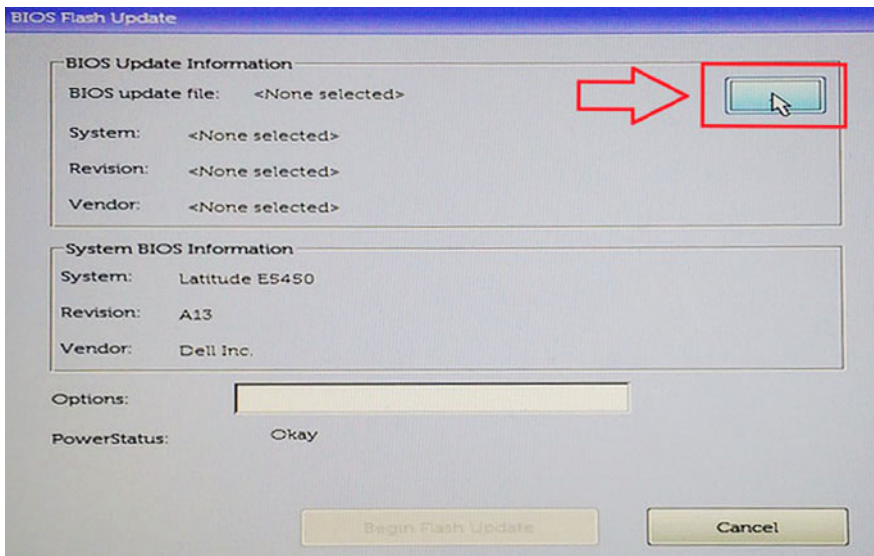 BIOS Flash Update
BIOS Update Information
BIOS update file: <None selected>
System: <None selected>
Revision: <None selected>
Vendor: <None selected>
System BIOS Information
System: Latitude E5450
Revision: A13
Vendor: Dell Inc.
Options:
PowerStatus: Okay
Begin Flash Update Cancel